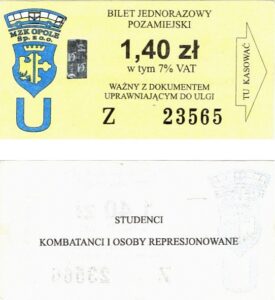 MZK OPOLE
Sp. z o.o.
BILET JEDNORAZOWY
POZAMIEJSKI
1,40 zł
w tym 7% VAT
WAŻNY Z DOKUMENTEM
UPRAWNIAJĄCYM DO ULGI
Z 23565
TU KASOWAĆ
U
STUDENCI
KOMBATANCI I OSOBY REPRESJONOWANE